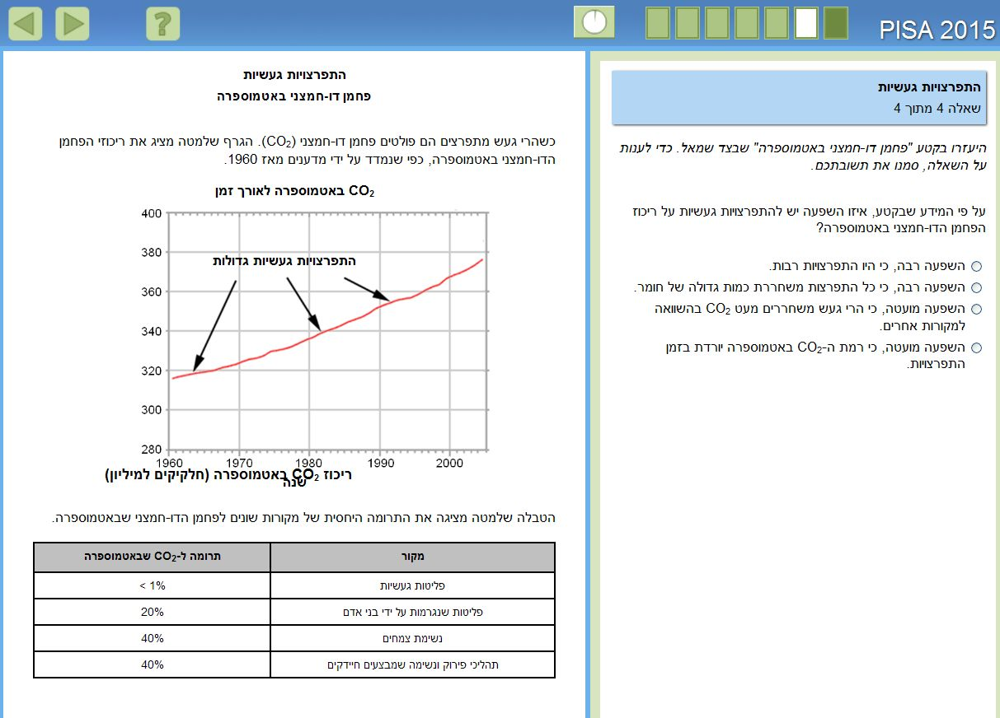 PISA 2015
התפרצויות געשיות
פחמן דו-חמצני באטמוספרה
כשהרי געש מתפרצים הם פולטים פחמן דו-חמצני (CO₂). הגרף שלמטה מציג את ריכוזי הפחמן
הדו-חמצני באטמוספרה, כפי שנמדד על ידי מדענים מאז 1960.
CO₂ באטמוספרה לאורך זמן
400
380
התפרצויות געשיות גדולות
360
340
320
300
280
1960 1970 1980 1990 2000
ריכוז CO₂ באטמוספרה (חלקיקים למיליון)
שנה
הטבלה שלמטה מציגה את התרומה היחסית של מקורות שונים לפחמן הדו-חמצני שבאטמוספרה.
מקור תרומה ל-CO₂ שבאטמוספרה
פליטות געשיות < 1%
פליטות שנגרמות על ידי בני אדם 20%
נשימת צמחים 40%
תהליכי פירוק ונשימה שמבצעים חיידקים 40%
התפרצויות געשיות
שאלה 4 מתוך 4
היעזרו בקטע "פחמן דו-חמצני באטמוספרה" שבצד שמאל. כדי לענות
על השאלה, סמנו את תשובתכם.
על פי המידע שבקטע, איזו השפעה יש להתפרצויות געשיות על ריכוז
הפחמן הדו-חמצני באטמוספרה?
השפעה רבה, כי היו התפרצויות רבות.
השפעה רבה, כי כל התפרצות משחררת כמות גדולה של חומר.
השפעה מועטה, כי הרי געש משחררים מעט CO₂ בהשוואה
למקורות אחרים.
השפעה מועטה, כי רמת ה-CO₂ באטמוספרה יורדת בזמן
התפרצויות.